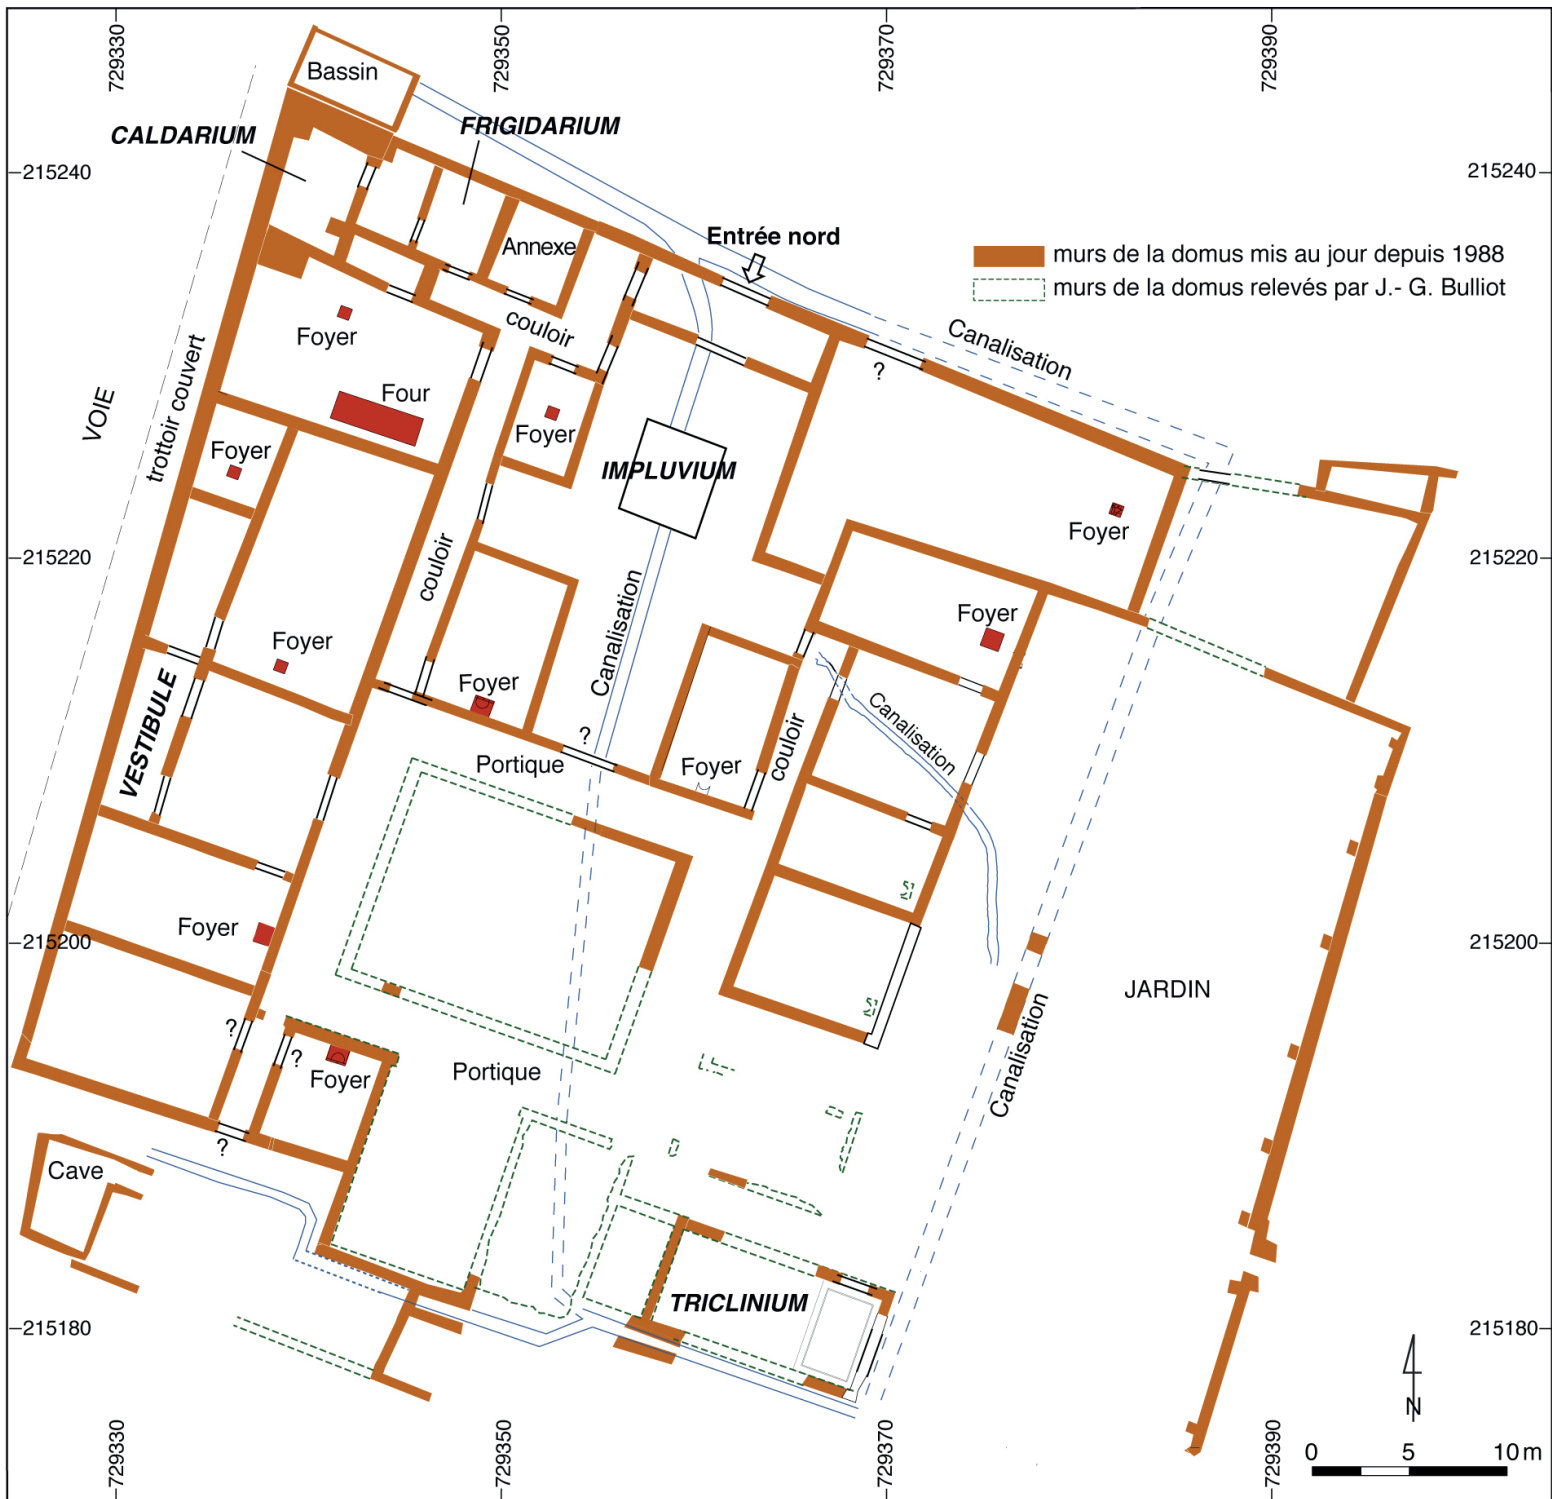 729330
729350
729370
729390
Bassin
CALDARIUM
FRIGIDARIUM
215240
215240
Annexe
Entrée nord
murs de la domus mis au jour depuis 1988
murs de la domus relevés par J.- G. Bulliot
couloir
Foyer
Canalisation
?
trottoir couvert
VOIE
Four
Foyer
Foyer
IMPLUVIUM
Foyer
215220
215220
couloir
Canalisation
Foyer
Foyer
VESTIBULE
Foyer
Canalisation
?
Portique
Foyer
couloir
Foyer
215200
215200
JARDIN
Canalisation
?
?
Foyer
Portique
?
Cave
TRICLINIUM
215180
215180
N
729330
729350
729370
729390
0 5 10 m